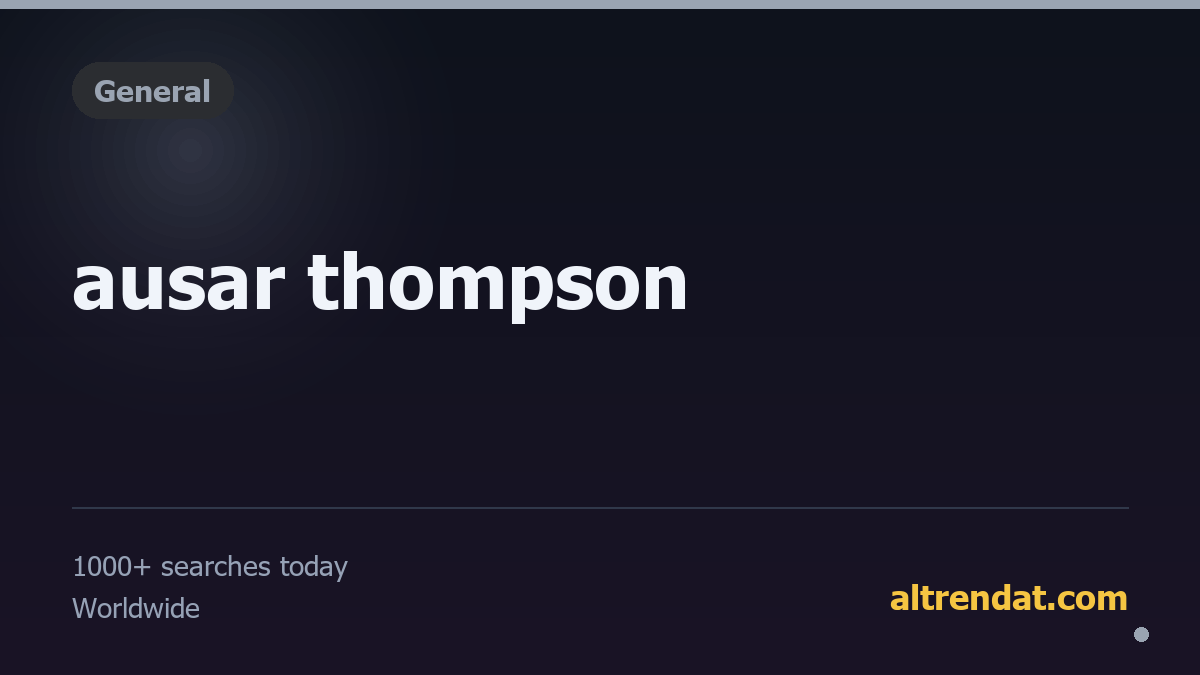 General
ausar thompson
1000+ searches today
Worldwide
altrendat.com